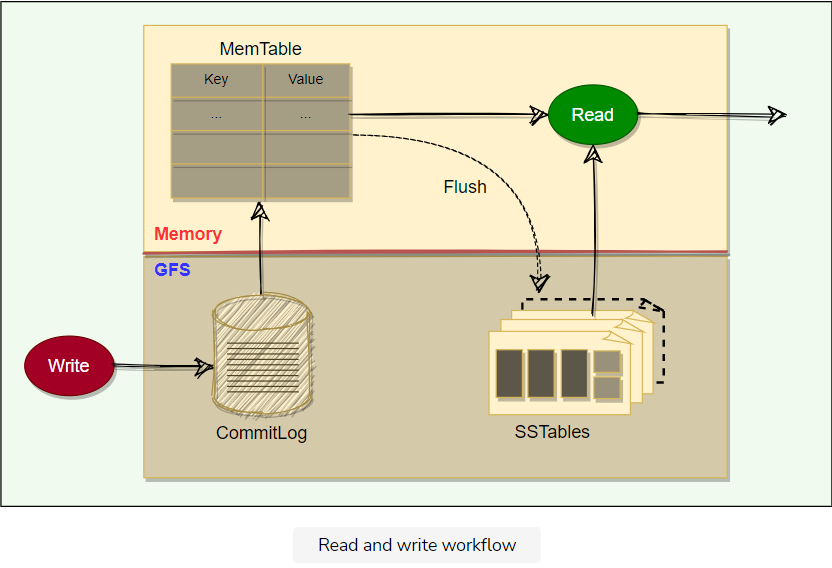 MemTable
Key Value
... ...
Read
Flush
Memory
GFS
Write
CommitLog
SSTables
Read and write workflow